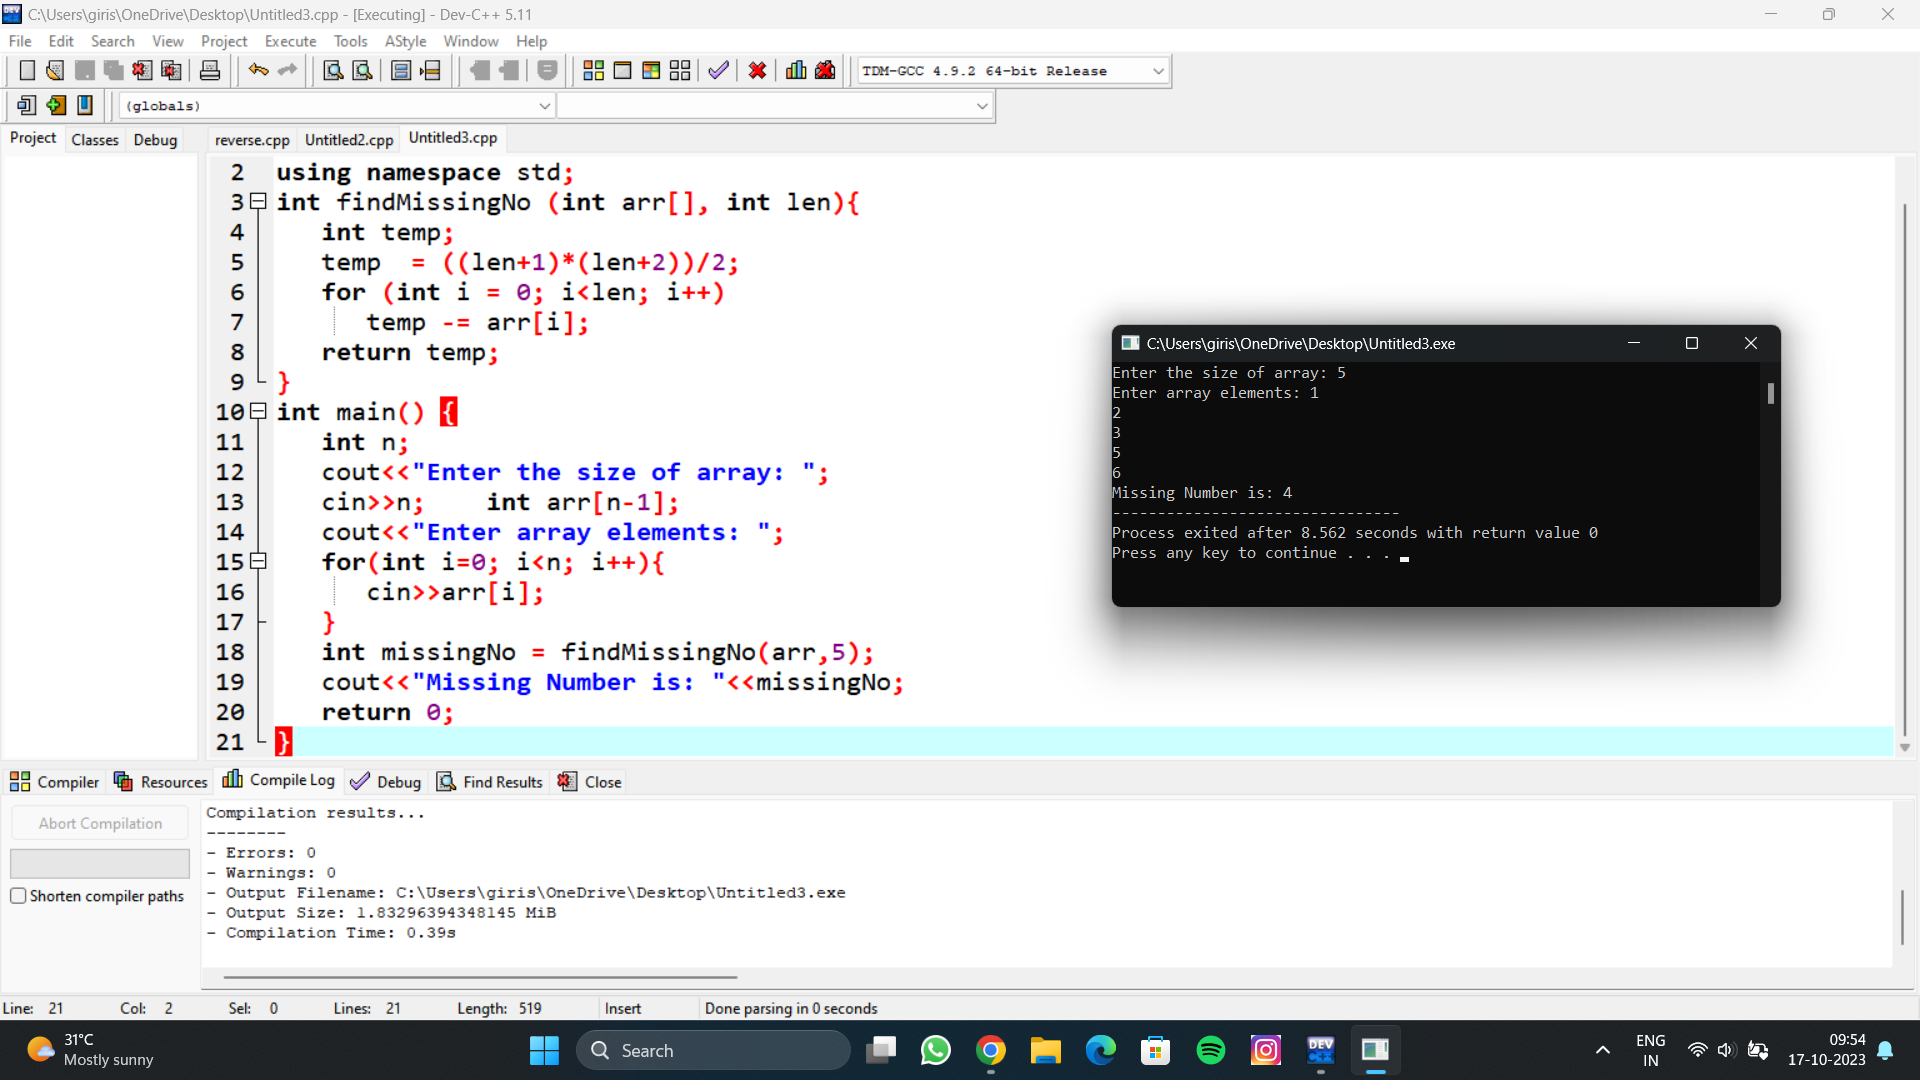 C:\Users\giris\OneDrive\Desktop\Untitled3.cpp - [Executing] - Dev-C++ 5.11
File Edit Search View Project Execute Tools AStyle Window Help
TDM-GCC 4.9.2 64-bit Release
(globals)
Project Classes Debug reverse.cpp Untitled2.cpp Untitled3.cpp
2 using namespace std;
3 int findMissingNo (int arr[], int len){
4 int temp;
5 temp = ((len+1)*(len+2))/2;
6 for (int i = 0; i<len; i++)
7 temp -= arr[i];
8 return temp;
9 }
10 int main() {
11 int n;
12 cout<<"Enter the size of array: ";
13 cin>>n; int arr[n-1];
14 cout<<"Enter array elements: ";
15 for(int i=0; i<n; i++){
16 cin>>arr[i];
17 }
18 int missingNo = findMissingNo(arr,5);
19 cout<<"Missing Number is: "<<missingNo;
20 return 0;
21 }
C:\Users\giris\OneDrive\Desktop\Untitled3.exe
Enter the size of array: 5
Enter array elements: 1
2
3
5
6
Missing Number is: 4
--------------------------------
Process exited after 8.562 seconds with return value 0
Press any key to continue . . .
Compiler Resources Compile Log Debug Find Results Close
Abort Compilation
Shorten compiler paths
Compilation results...
--------
- Errors: 0
- Warnings: 0
- Output Filename: C:\Users\giris\OneDrive\Desktop\Untitled3.exe
- Output Size: 1.83296394348145 MiB
- Compilation Time: 0.39s
Line: 21 Col: 2 Sel: 0 Lines: 21 Length: 519 Insert Done parsing in 0 seconds
31°C
Mostly sunny
Search
DEV
ENG
IN
09:54
17-10-2023